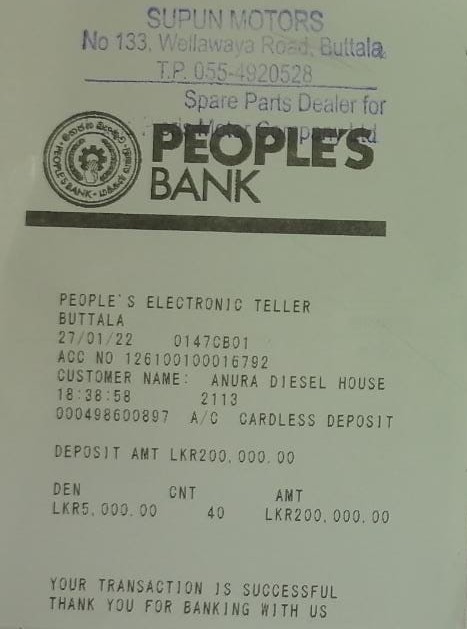 SUPUN MOTORS
No 133, Wellawaya Road, Buttala
T.P. 055-4920528
Spare Parts Dealer for
Motor Company Ltd
PEOPLE'S
BANK
PEOPLE'S ELECTRONIC TELLER
BUTTALA
27/01/22 0147CB01
ACC NO 126100100016792
CUSTOMER NAME: ANURA DIESEL HOUSE
18:38:58 2113
000498600897 A/C CARDLESS DEPOSIT
DEPOSIT AMT LKR200,000.00
DEN CNT AMT
LKR5,000.00 40 LKR200,000.00
YOUR TRANSACTION IS SUCCESSFUL
THANK YOU FOR BANKING WITH US